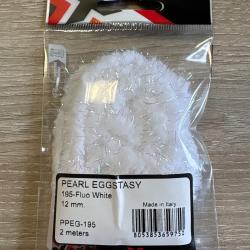 PEARL EGGSTASY
195-Fluo White
12 mm.
Made in Italy
PPEG-195
2 meters
8053853659752